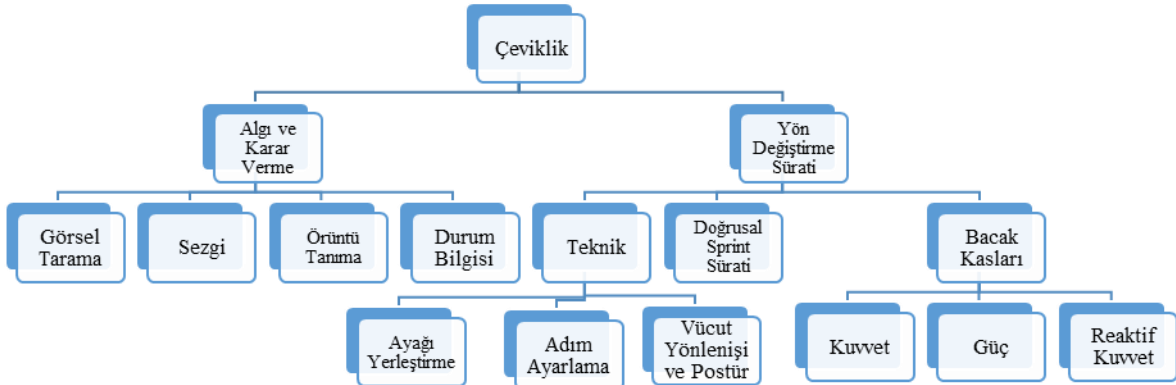 Çeviklik
Algı ve
Karar
Verme
Yön
Değiştirme
Sürati
Görsel
Tarama
Sezgi
Örüntü
Tanıma
Durum
Bilgisi
Teknik
Doğrusal
Sprint
Sürati
Bacak
Kasları
Ayağı
Yerleştirme
Adım
Ayarlama
Vücut
Yönlenişi
ve Postür
Kuvvet
Güç
Reaktif
Kuvvet